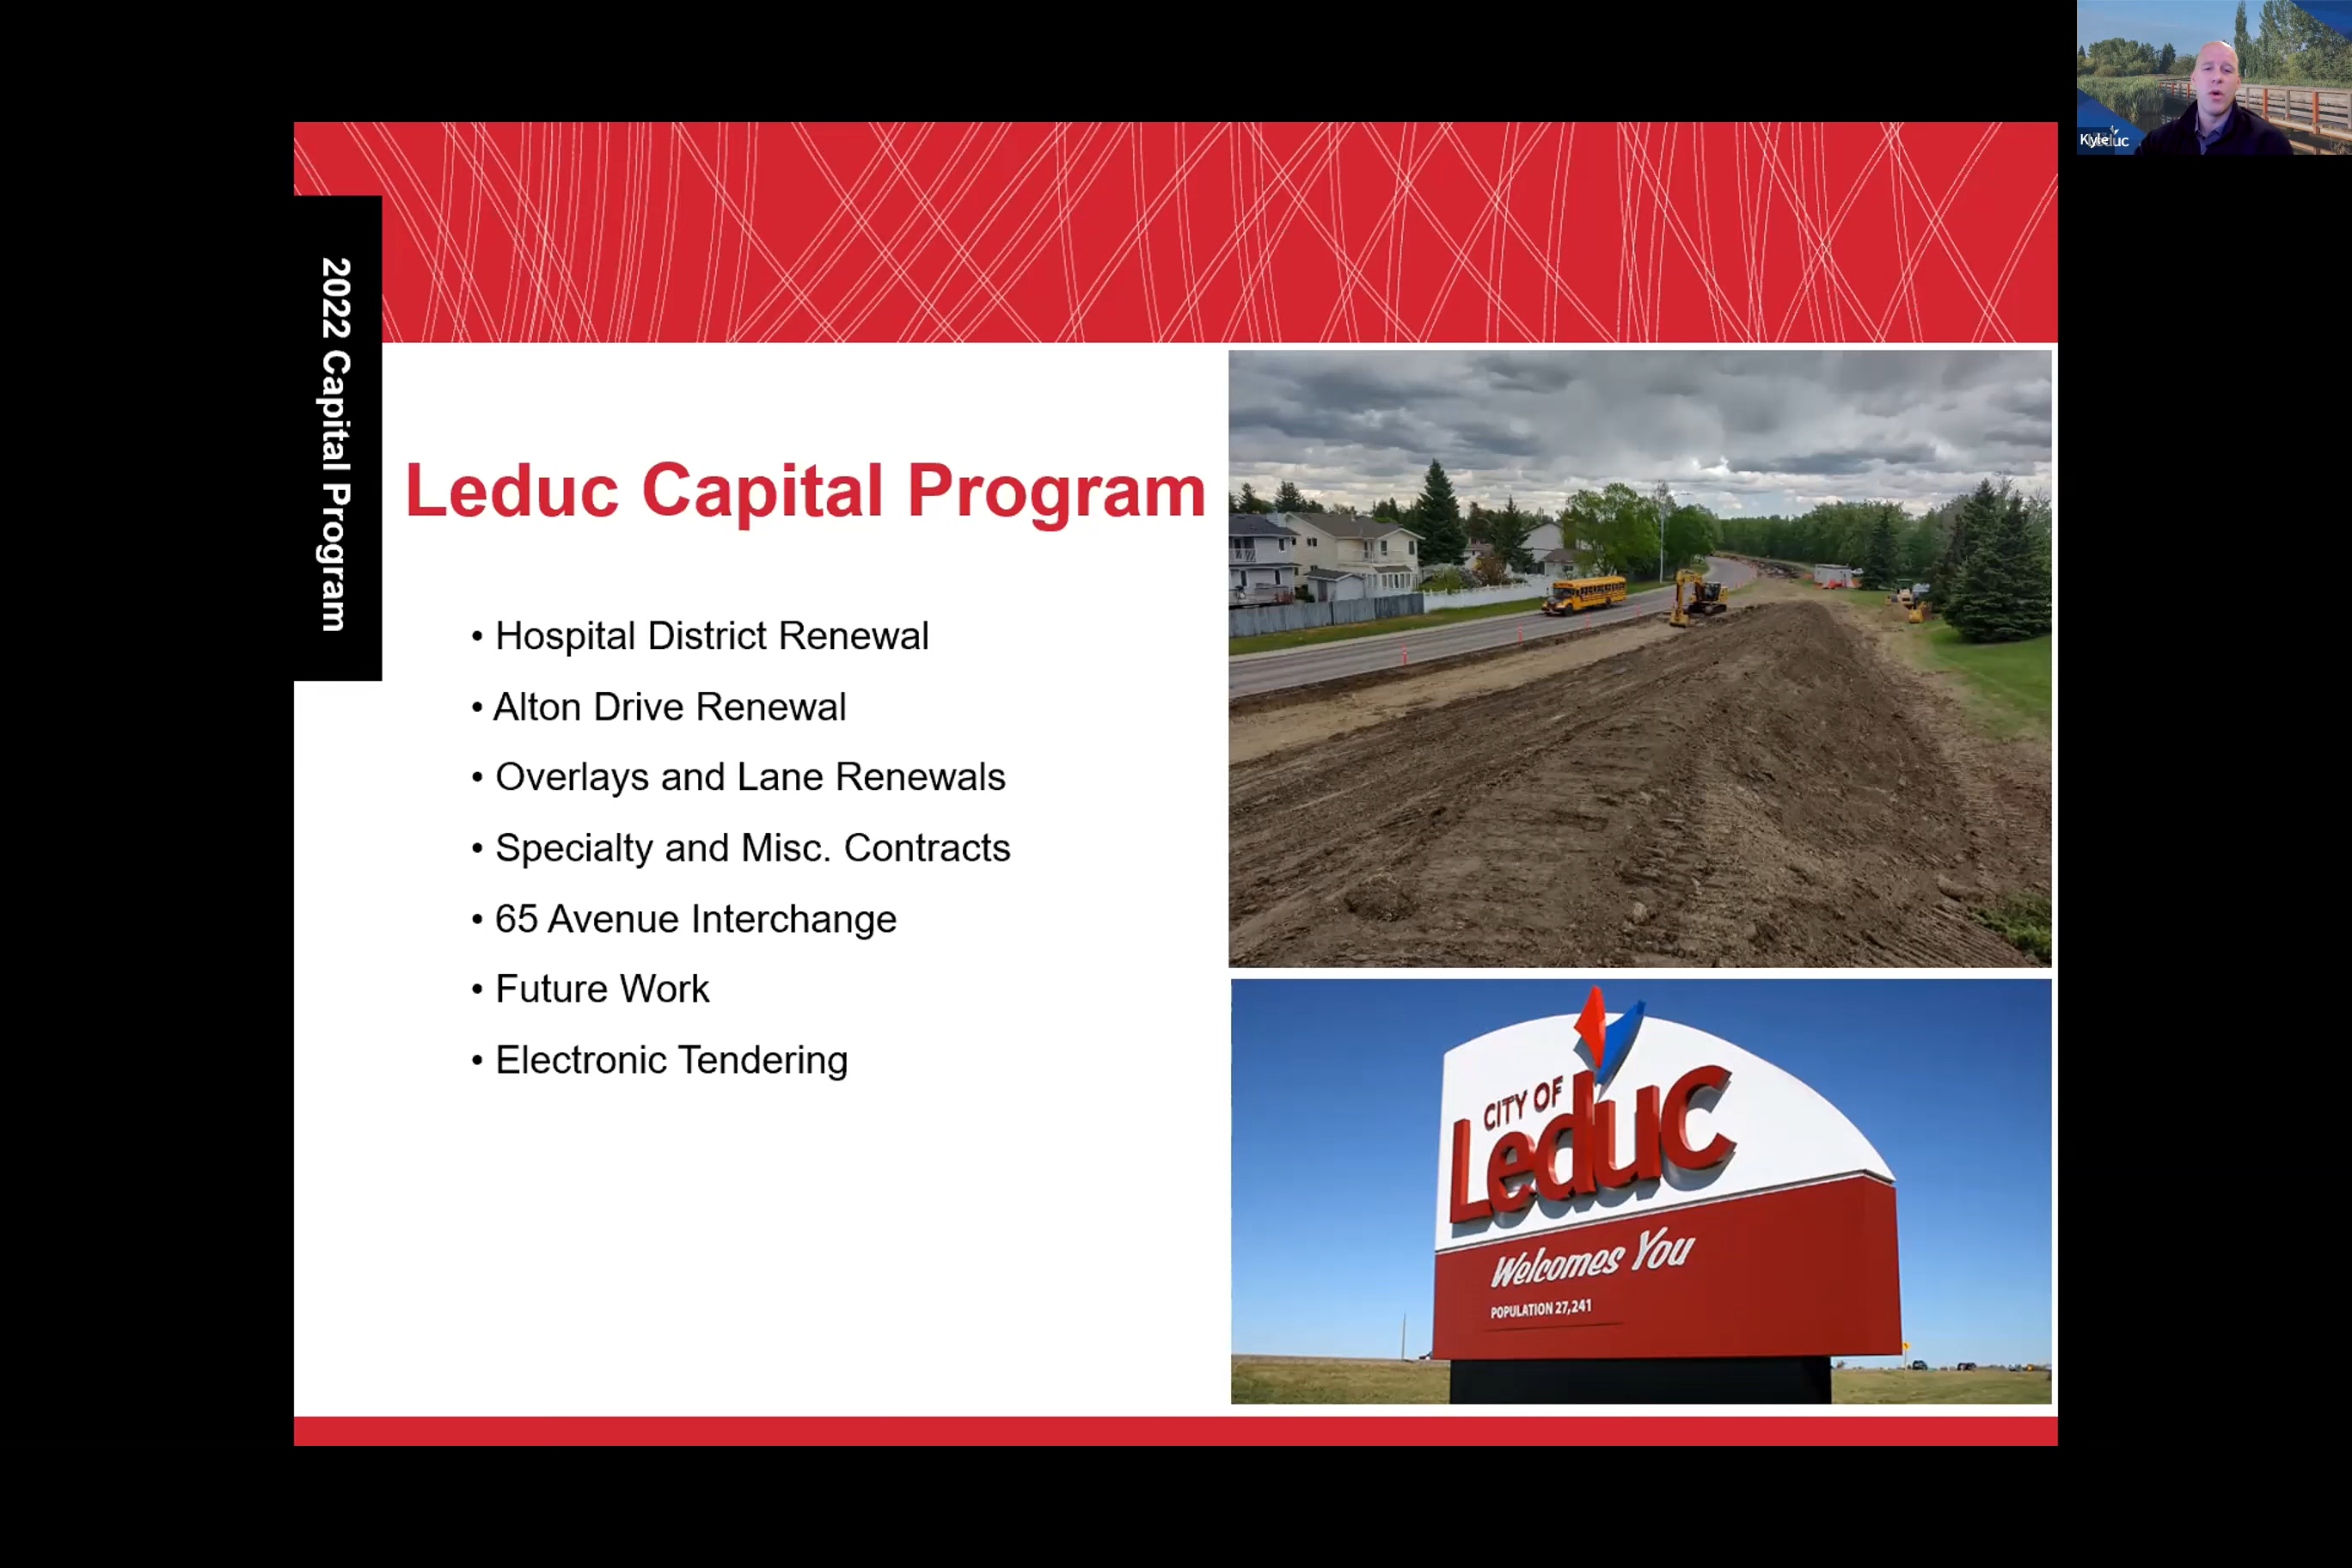 2022 Capital Program
Leduc Capital Program
• Hospital District Renewal
• Alton Drive Renewal
• Overlays and Lane Renewals
• Specialty and Misc. Contracts
• 65 Avenue Interchange
• Future Work
• Electronic Tendering
CITY OF
Leduc
Welcomes You
POPULATION 27,241
Kyle